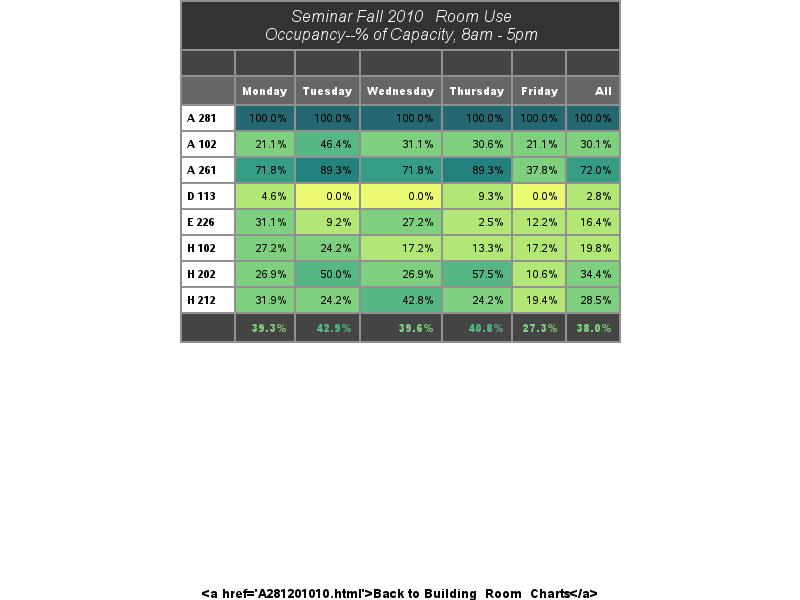 Seminar Fall 2010 Room Use
Occupancy--% of Capacity, 8am - 5pm
Monday Tuesday Wednesday Thursday Friday All
A 281 100.0% 100.0% 100.0% 100.0% 100.0% 100.0%
A 102 21.1% 46.4% 31.1% 30.6% 21.1% 30.1%
A 261 71.8% 89.3% 71.8% 89.3% 37.8% 72.0%
D 113 4.6% 0.0% 0.0% 9.3% 0.0% 2.8%
E 226 31.1% 9.2% 27.2% 2.5% 12.2% 16.4%
H 102 27.2% 24.2% 17.2% 13.3% 17.2% 19.8%
H 202 26.9% 50.0% 26.9% 57.5% 10.6% 34.4%
H 212 31.9% 24.2% 42.8% 24.2% 19.4% 28.5%
39.3% 42.9% 39.6% 40.8% 27.3% 38.0%
<a href='A281201010.html'>Back to Building Room Charts</a>